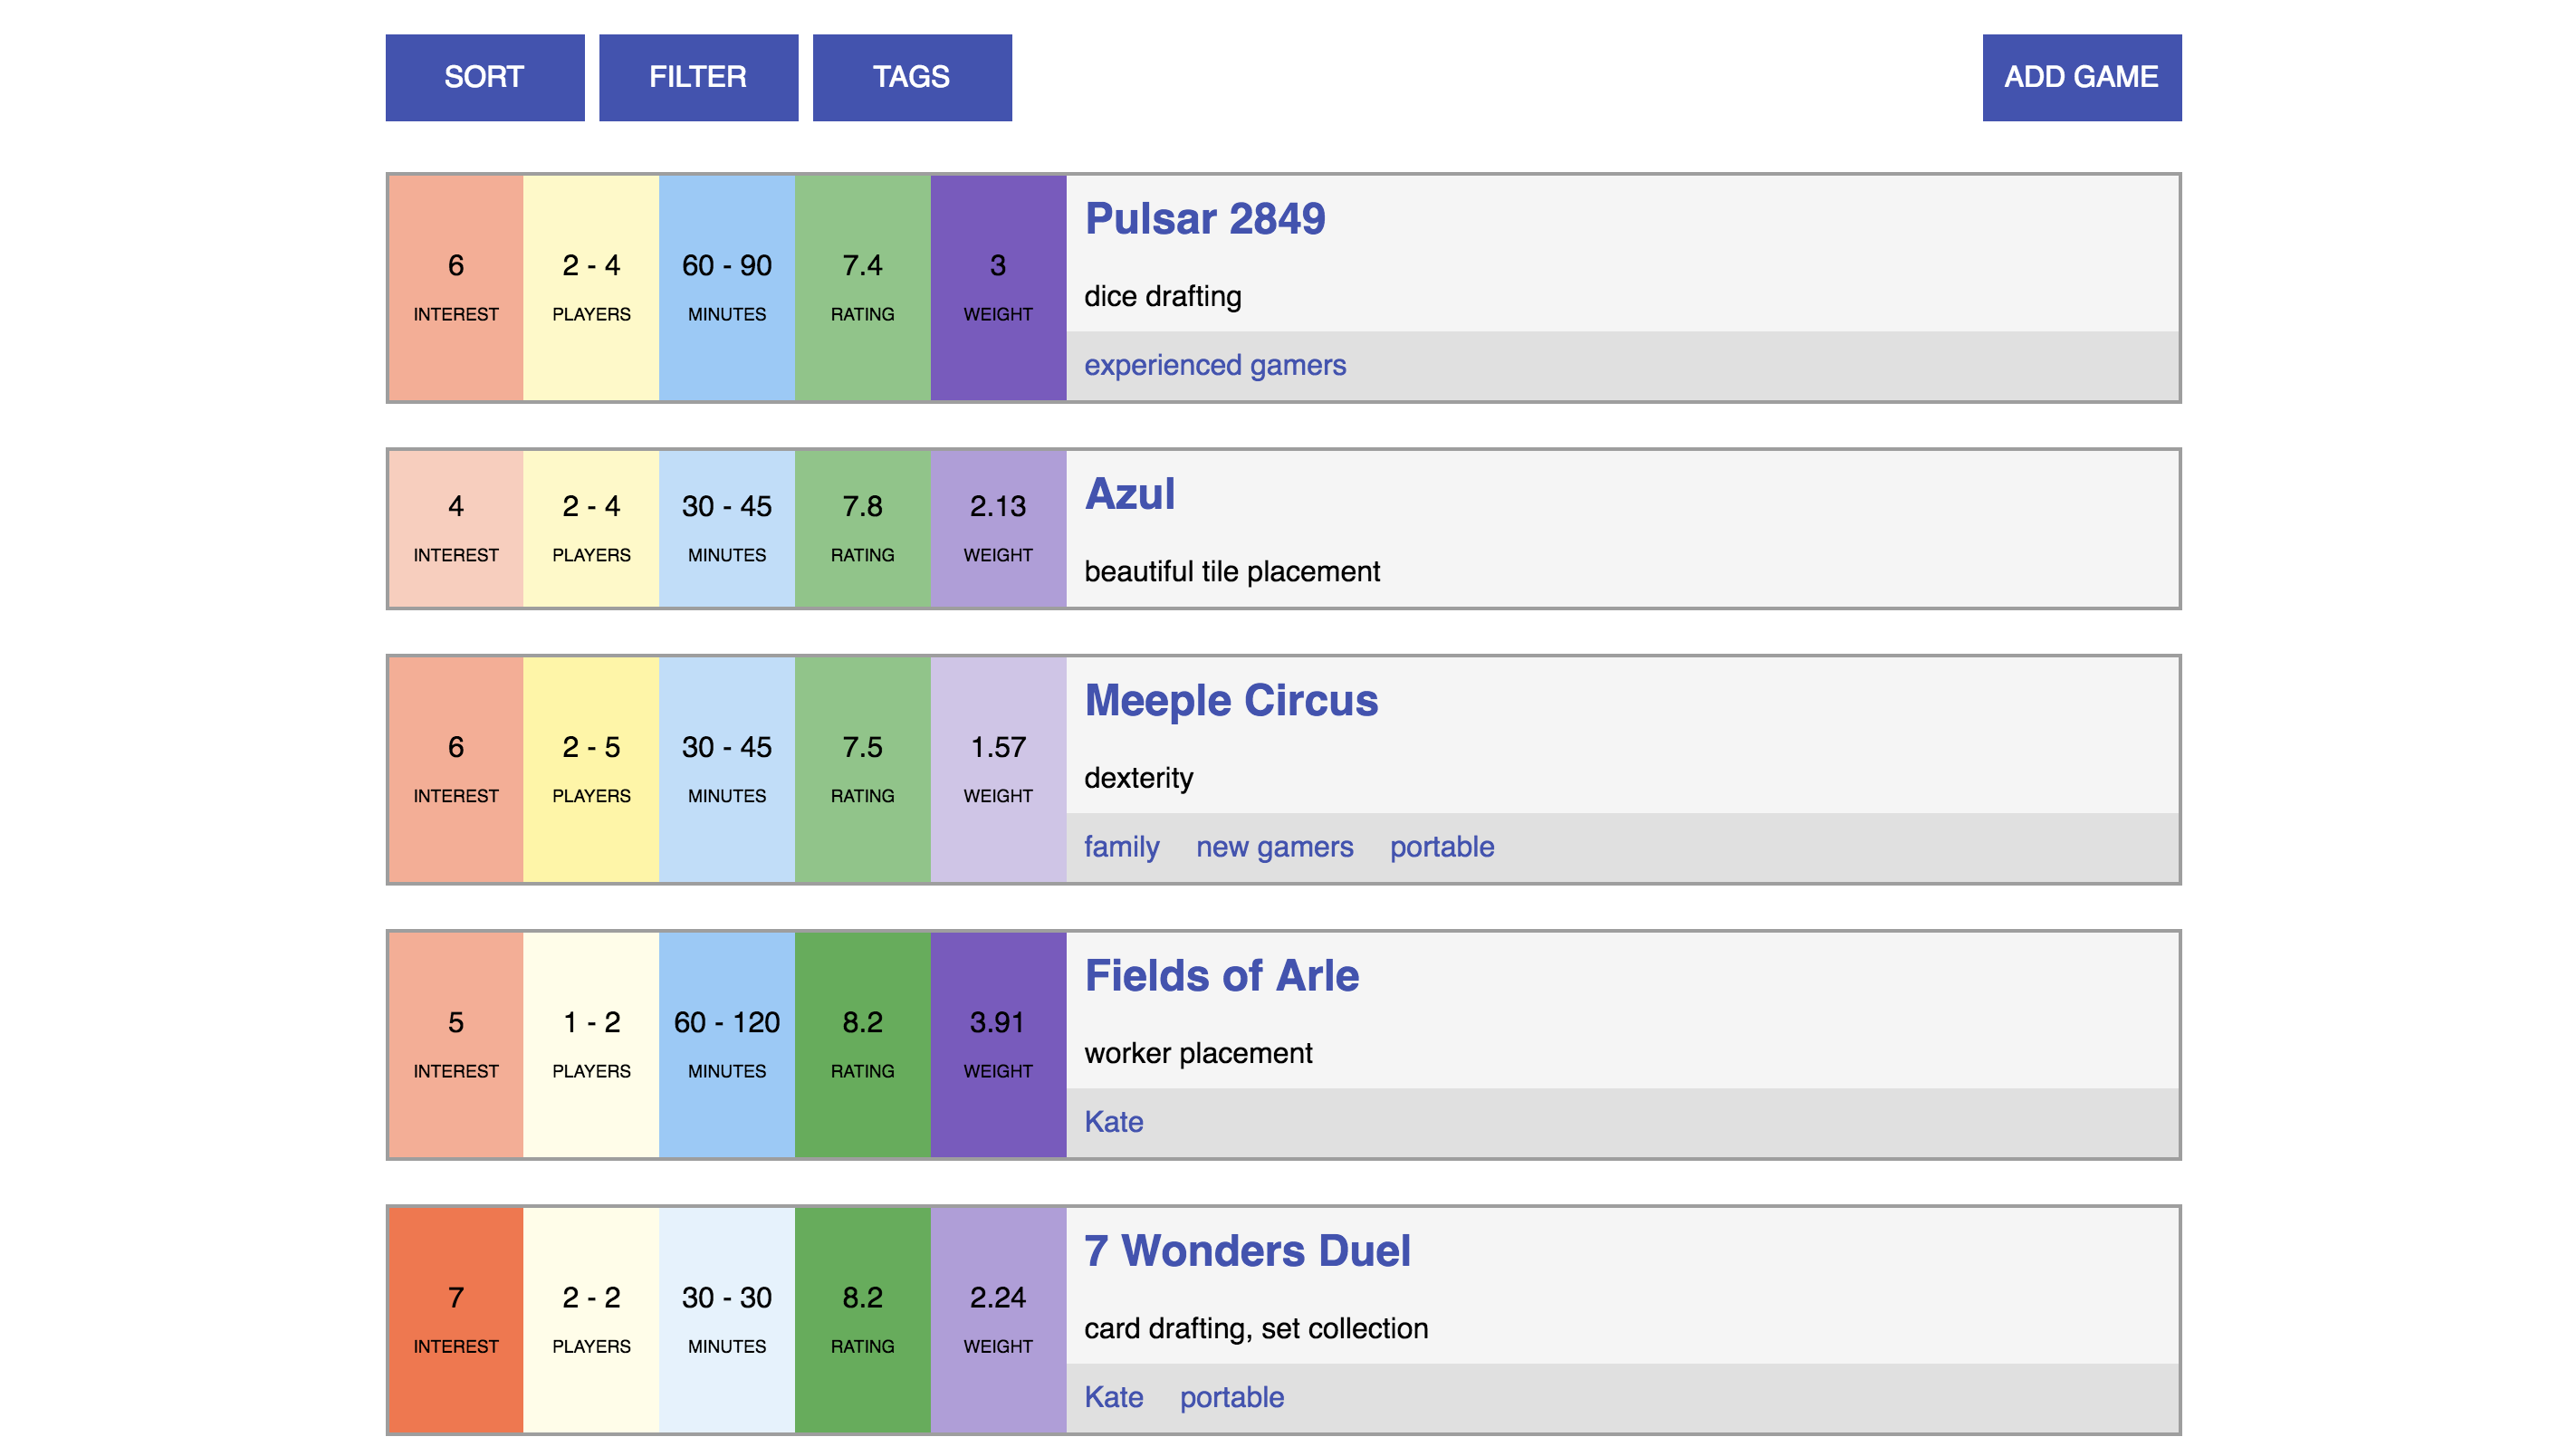 SORT FILTER TAGS ADD GAME
Pulsar 2849
6 2 - 4 60 - 90 7.4 3
dice drafting
INTEREST PLAYERS MINUTES RATING WEIGHT
experienced gamers
Azul
4 2 - 4 30 - 45 7.8 2.13
INTEREST PLAYERS MINUTES RATING WEIGHT
beautiful tile placement
Meeple Circus
6 2 - 5 30 - 45 7.5 1.57
dexterity
INTEREST PLAYERS MINUTES RATING WEIGHT
family new gamers portable
Fields of Arle
5 1 - 2 60 - 120 8.2 3.91
worker placement
INTEREST PLAYERS MINUTES RATING WEIGHT
Kate
7 Wonders Duel
7 2 - 2 30 - 30 8.2 2.24
card drafting, set collection
INTEREST PLAYERS MINUTES RATING WEIGHT
Kate portable